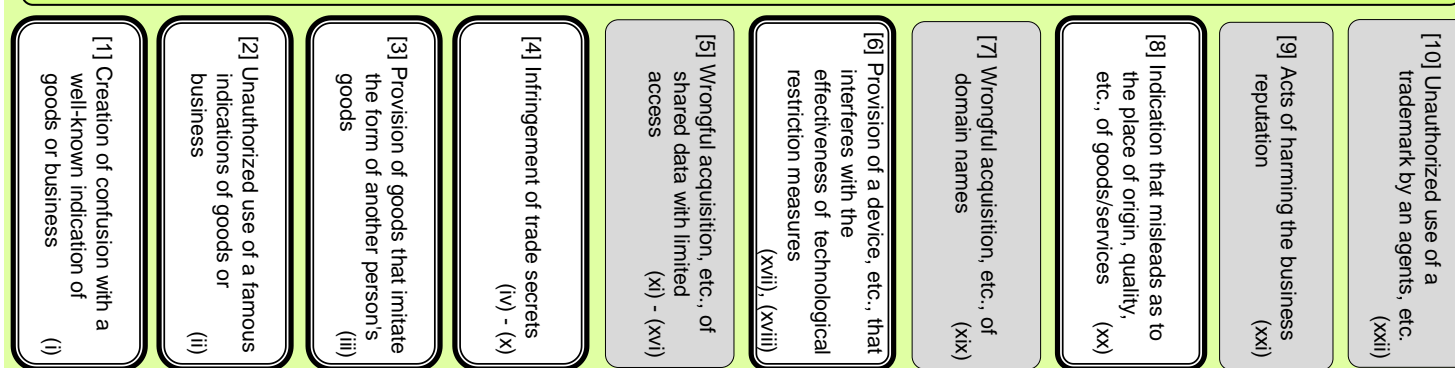 [1] Creation of confusion with a
well-known indication of
goods or business
(i)
[2] Unauthorized use of a famous
indications of goods or
business
(ii)
[3] Provision of goods that imitate
the form of another person's
goods
(iii)
[4] Infringement of trade secrets
(iv) - (x)
[5] Wrongful acquisition, etc., of
shared data with limited
access
(xi) - (xvi)
[6] Provision of a device, etc., that
interferes with the
effectiveness of technological
restriction measures
(xvii), (xviii)
[7] Wrongful acquisition, etc., of
domain names
(xix)
[8] Indication that misleads as to
the place of origin, quality,
etc., of goods/services (xx)
[9] Acts of harming the business
reputation
(xxi)
[10] Unauthorized use of a
trademark by an agents, etc.
(xxii)